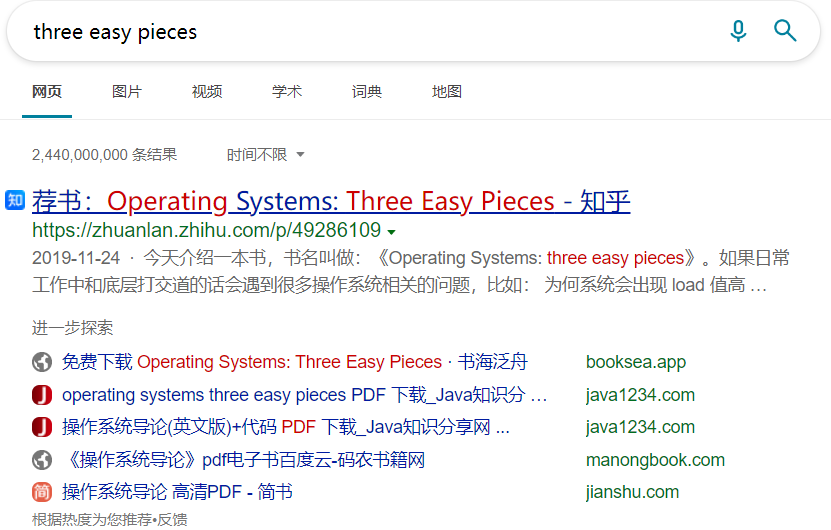 three easy pieces
网页 图片 视频 学术 词典 地图
2,440,000,000 条结果 时间不限
知 荐书：Operating Systems: Three Easy Pieces - 知乎
https://zhuanlan.zhihu.com/p/49286109
2019-11-24 · 今天介绍一本书，书名叫做：《Operating Systems: three easy pieces》。如果日常
工作中和底层打交道的话会遇到很多操作系统相关的问题，比如： 为何系统会出现 load 值高 …
进一步探索
免费下载 Operating Systems: Three Easy Pieces · 书海泛舟 booksea.app
J operating systems three easy pieces PDF 下载_Java知识分 … java1234.com
J 操作系统导论(英文版)+代码 PDF 下载_Java知识分享网 ... java1234.com
《操作系统导论》pdf电子书百度云-码农书籍网 manongbook.com
简 操作系统导论 高清PDF - 简书 jianshu.com
根据热度为您推荐•反馈